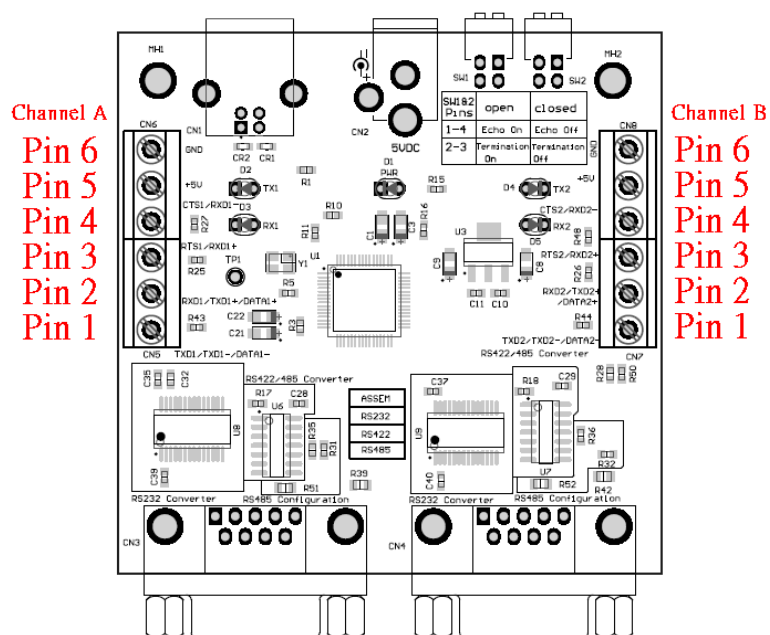 MH1
MH2
SW1
SW2
CN1
CN2
5VDC
SW1&2 Pins
open
closed
1-4
Echo On
Echo Off
2-3
Termination On
Termination Off
Channel A
Pin 6
Pin 5
Pin 4
Pin 3
Pin 2
Pin 1
CN6
GND
+5V
CTS1/RXD1-
RTS1/RXD1+
RXD1/TXD1+/DATA1+
TXD1/TXD1-/DATA1-
CN5
Channel B
Pin 6
Pin 5
Pin 4
Pin 3
Pin 2
Pin 1
CN8
GND
+5V
CTS2/RXD2-
RTS2/RXD2+
RXD2/TXD2+
/DATA2+
TXD2/TXD2-/DATA2-
CN7
CR2
CR1
D2
TX1
D3
RX1
R1
R10
R11
R27
R25
TP1
Y1
U1
R5
R3
C22
C21
R43
D1
PWR
R15
R16
C1
C3
D4
TX2
D5
RX2
U3
C9
C8
C11
C10
R48
R26
R44
RS422/485 Converter
C35
C32
U8
C39
RS232 Converter
R17
C28
U6
R35
R31
R51
R39
RS485 Configuration
ASSEM
RS232
RS422
RS485
RS422/485 Converter
C37
U9
C40
RS232 Converter
R18
C29
R28
R50
R36
R32
U7
R52
R42
RS485 Configuration
CN3
CN4